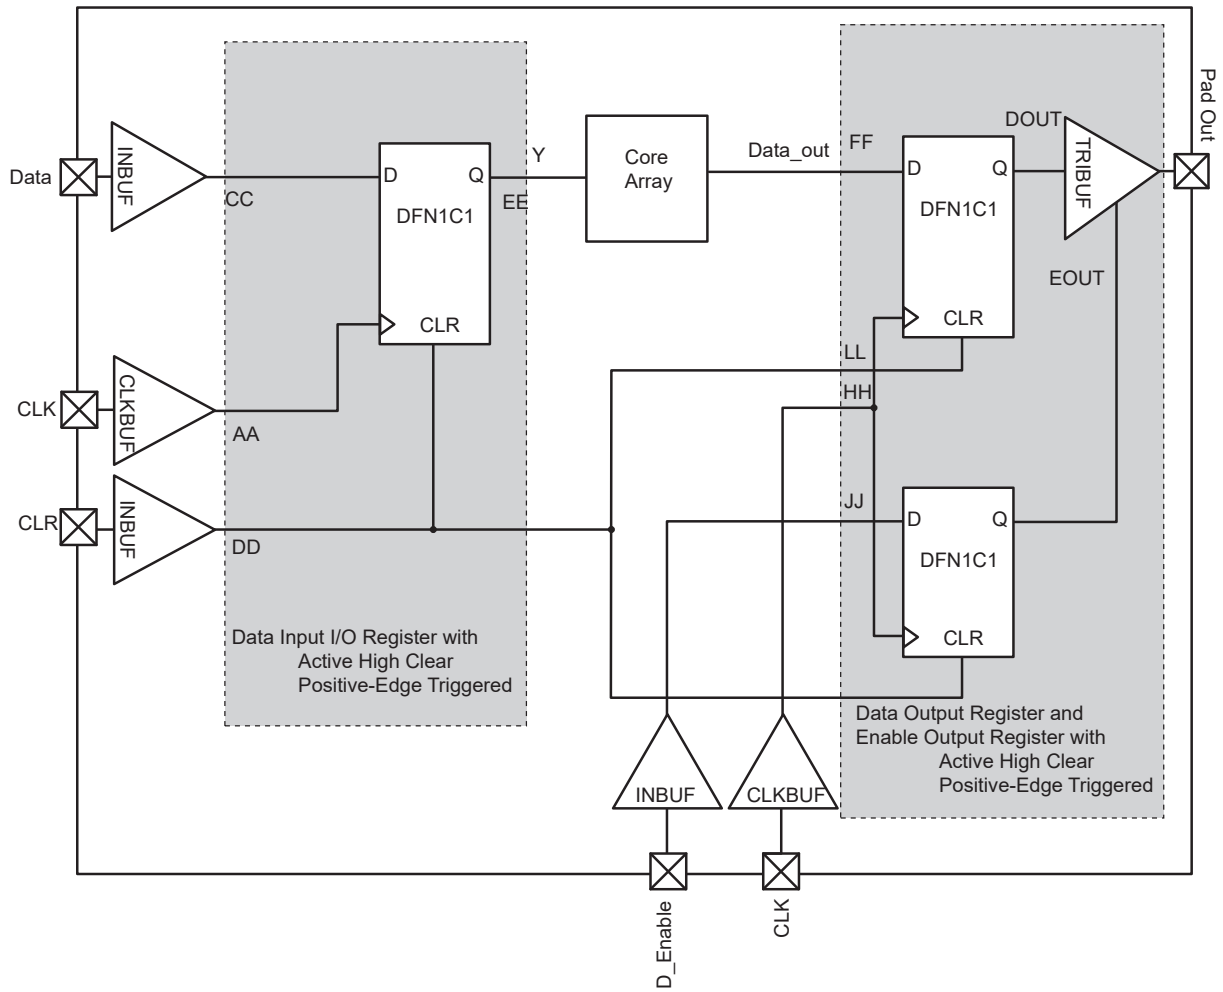 Data
INBUF
CC
D
Q
DFN1C1
CLR
Y
EE
Core
Array
Data_out
FF
D
Q
DFN1C1
CLR
DOUT
TRIBUF
Pad Out
EOUT
CLK
CLKBUF
AA
LL
HH
CLR
INBUF
DD
JJ
D
Q
DFN1C1
CLR
Data Input I/O Register with
Active High Clear
Positive-Edge Triggered
Data Output Register and
Enable Output Register with
Active High Clear
Positive-Edge Triggered
INBUF
CLKBUF
D_Enable
CLK